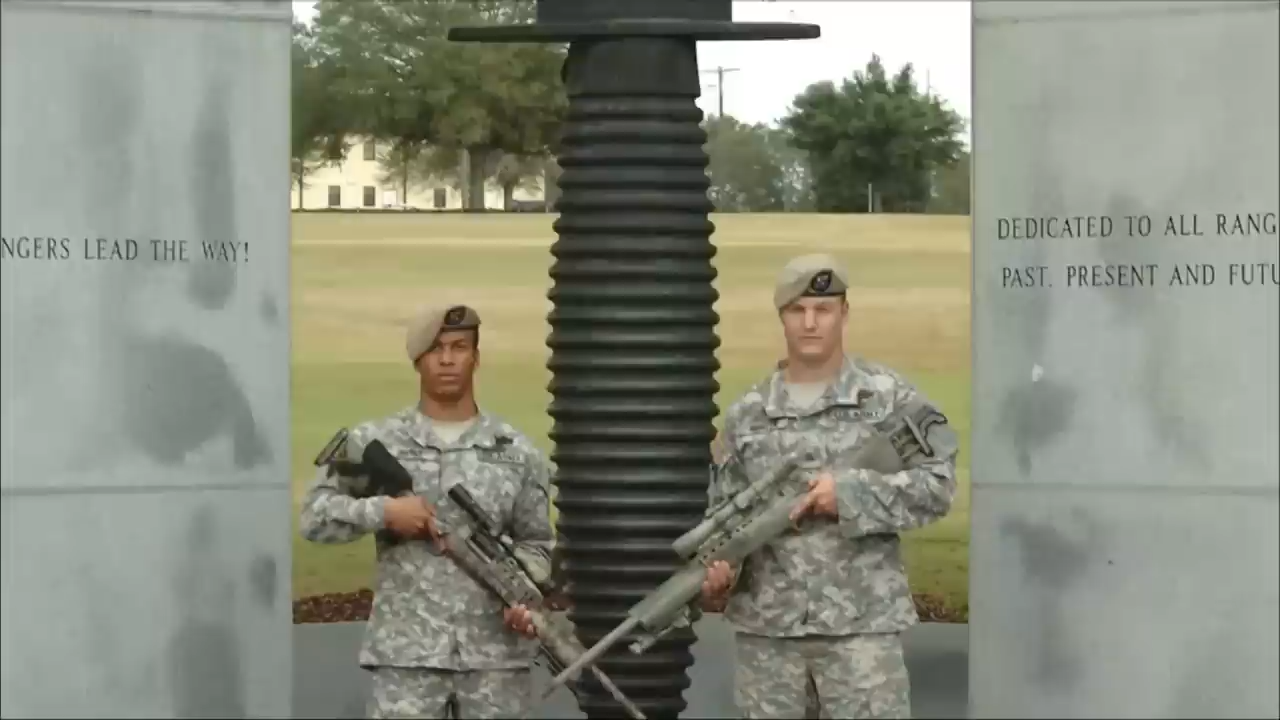 NGERS LEAD THE WAY!
DEDICATED TO ALL RANG
PAST, PRESENT AND FUTU